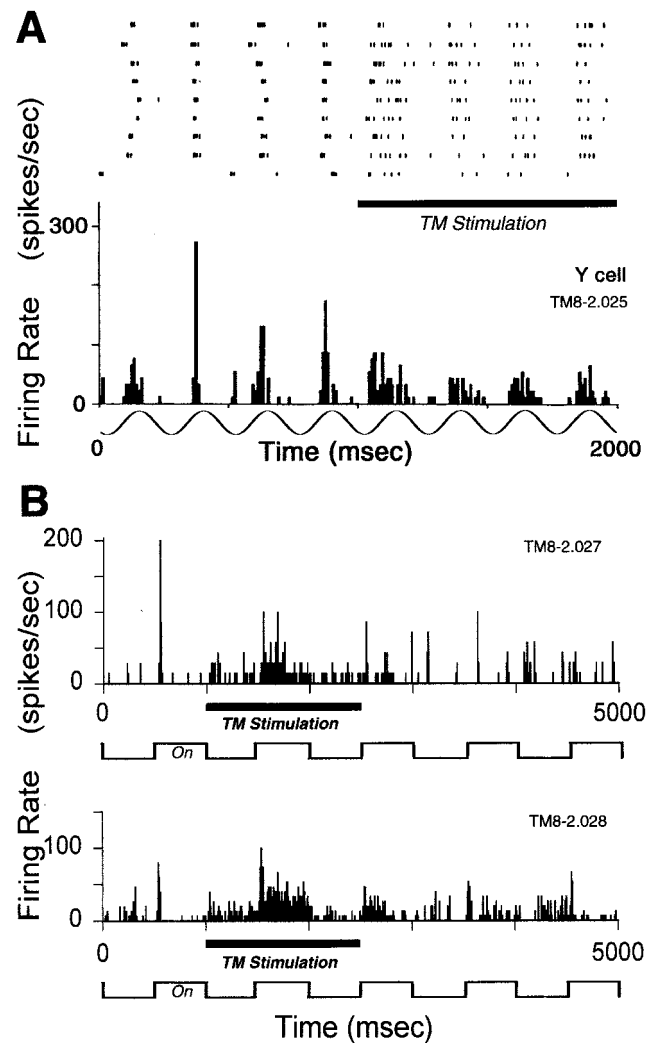 A
Firing Rate (spikes/sec)
300
0
TM Stimulation
Y cell
TM8-2.025
0
Time (msec)
2000
B
Firing Rate (spikes/sec)
200
100
0
TM8-2.027
0
5000
TM Stimulation
On
100
0
TM8-2.028
0
5000
TM Stimulation
On
Time (msec)